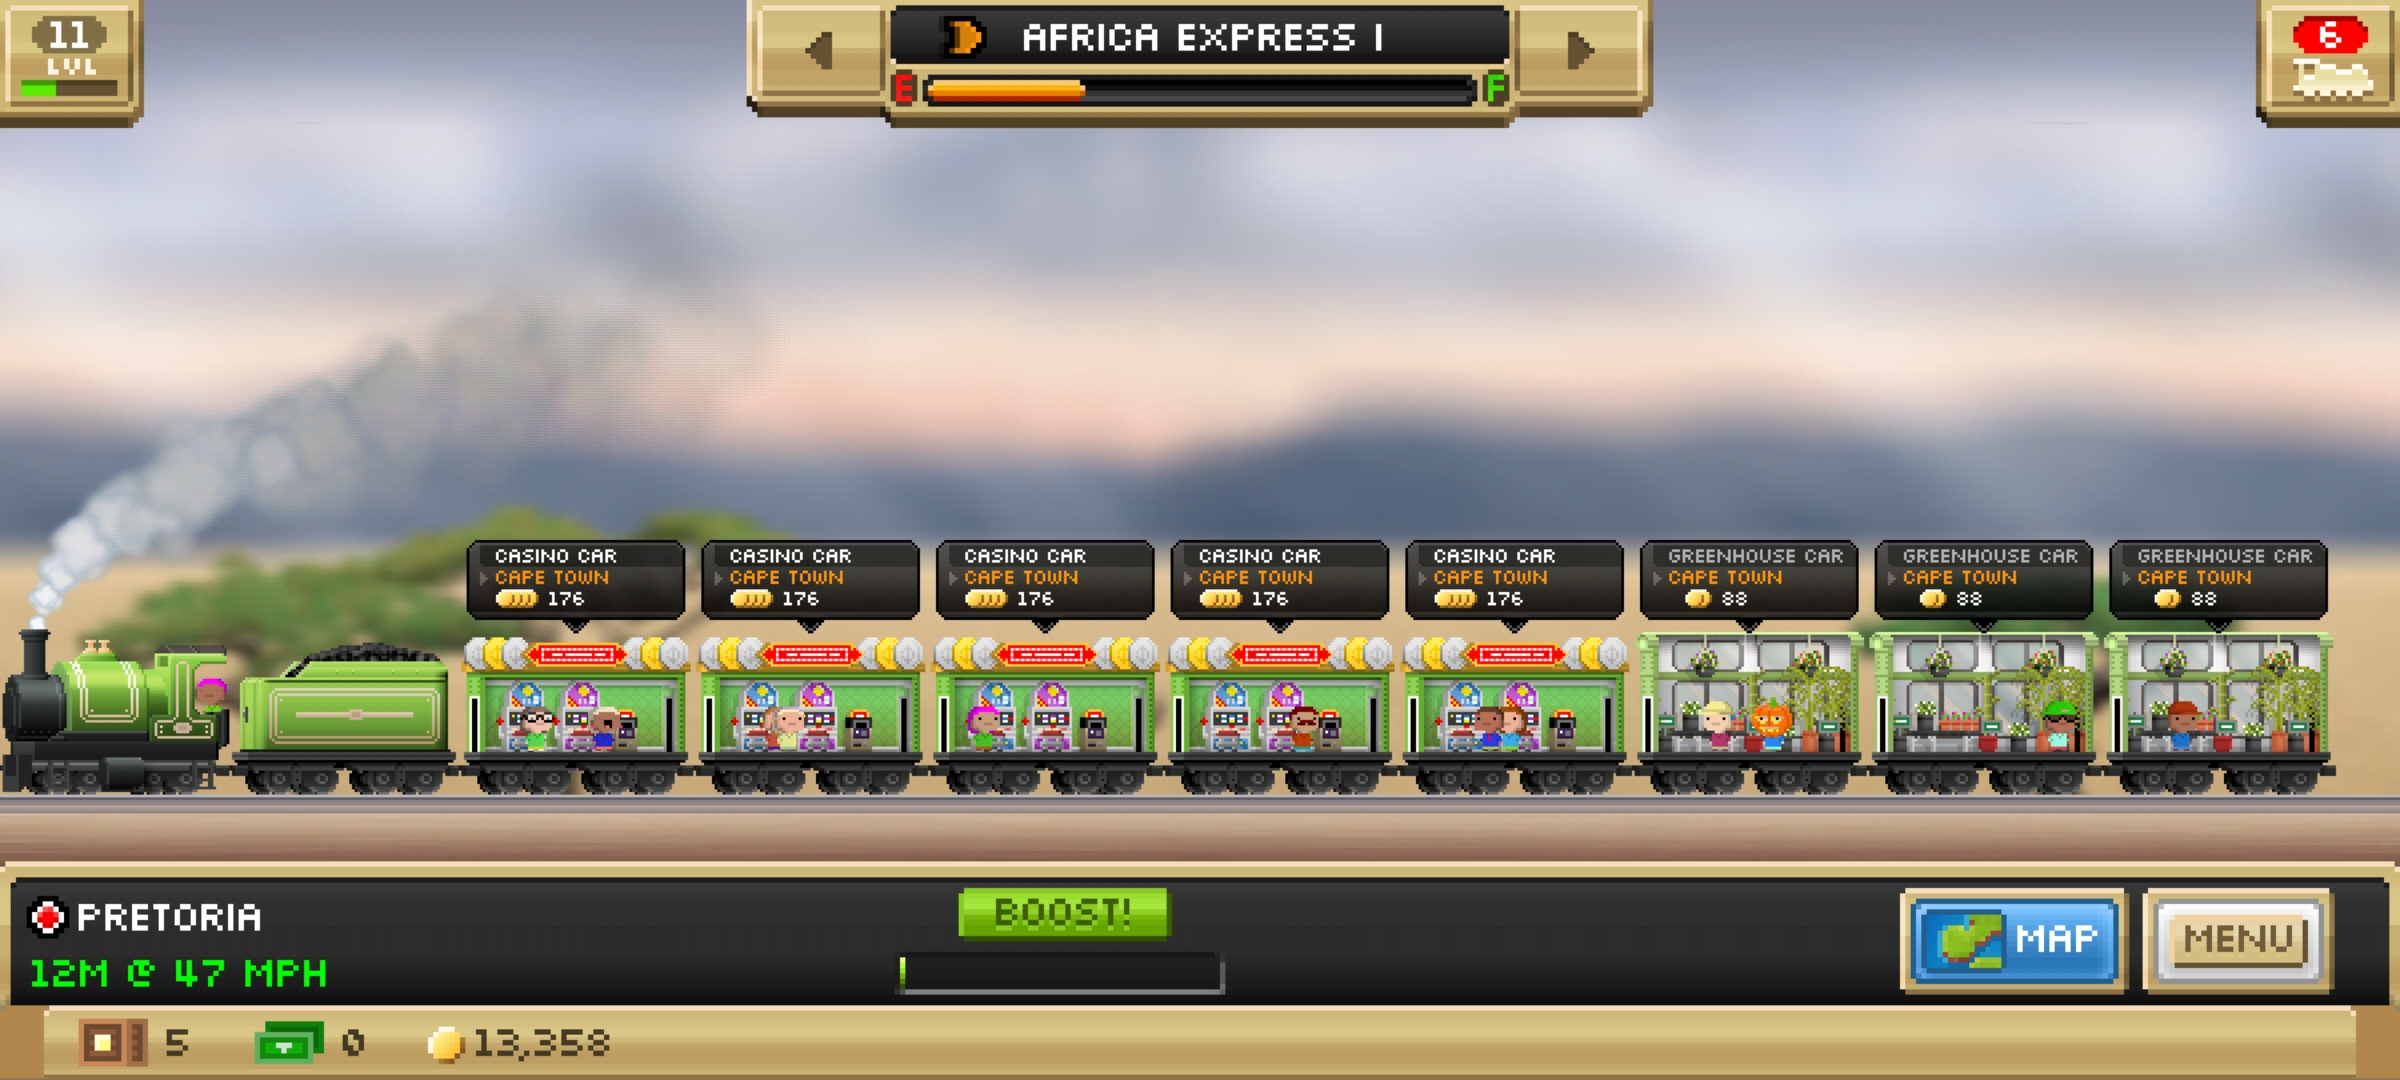 11
LVL
AFRICA EXPRESS I
E
F
6
CASINO CAR
CAPE TOWN
176
CASINO CAR
CAPE TOWN
176
CASINO CAR
CAPE TOWN
176
CASINO CAR
CAPE TOWN
176
CASINO CAR
CAPE TOWN
176
GREENHOUSE CAR
CAPE TOWN
88
GREENHOUSE CAR
CAPE TOWN
88
GREENHOUSE CAR
CAPE TOWN
88
PRETORIA
12M @ 47 MPH
BOOST!
MAP
MENU
5
0
13,358